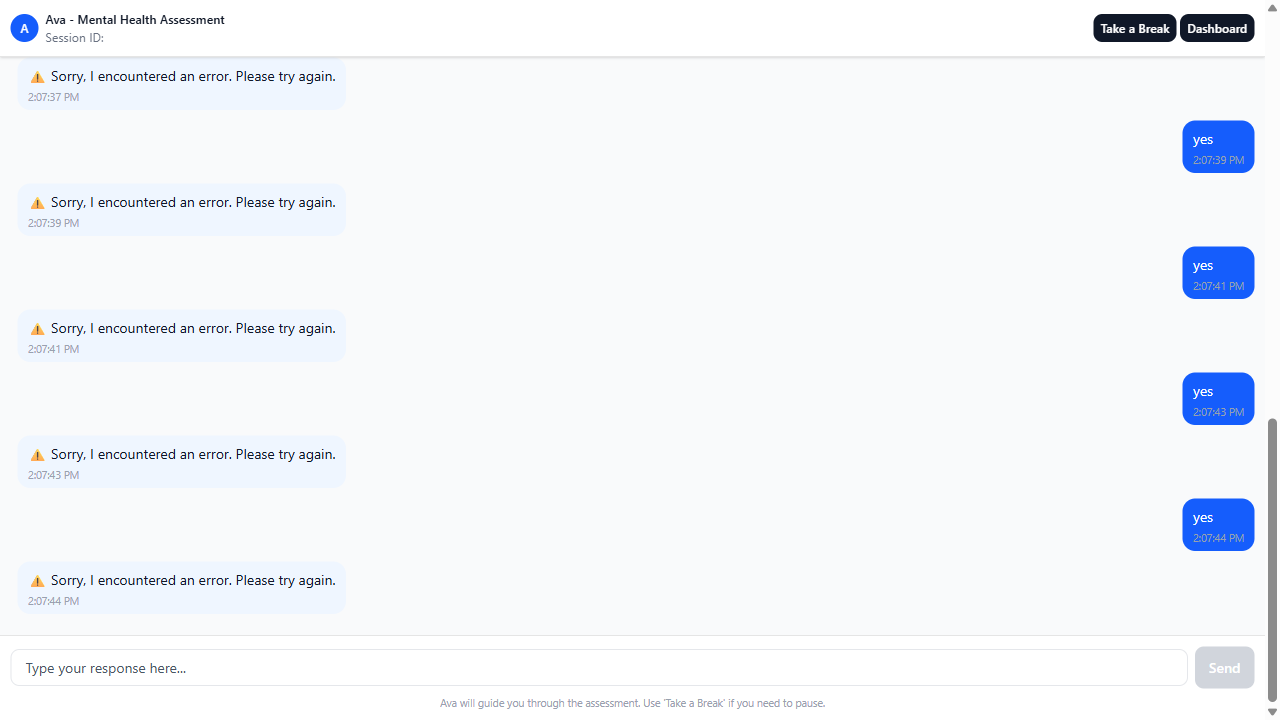 A
Ava - Mental Health Assessment
Session ID:
Take a Break
Dashboard
⚠️ Sorry, I encountered an error. Please try again.
2:07:37 PM
yes
2:07:39 PM
⚠️ Sorry, I encountered an error. Please try again.
2:07:39 PM
yes
2:07:41 PM
⚠️ Sorry, I encountered an error. Please try again.
2:07:41 PM
yes
2:07:43 PM
⚠️ Sorry, I encountered an error. Please try again.
2:07:43 PM
yes
2:07:44 PM
⚠️ Sorry, I encountered an error. Please try again.
2:07:44 PM
Type your response here...
Send
Ava will guide you through the assessment. Use 'Take a Break' if you need to pause.